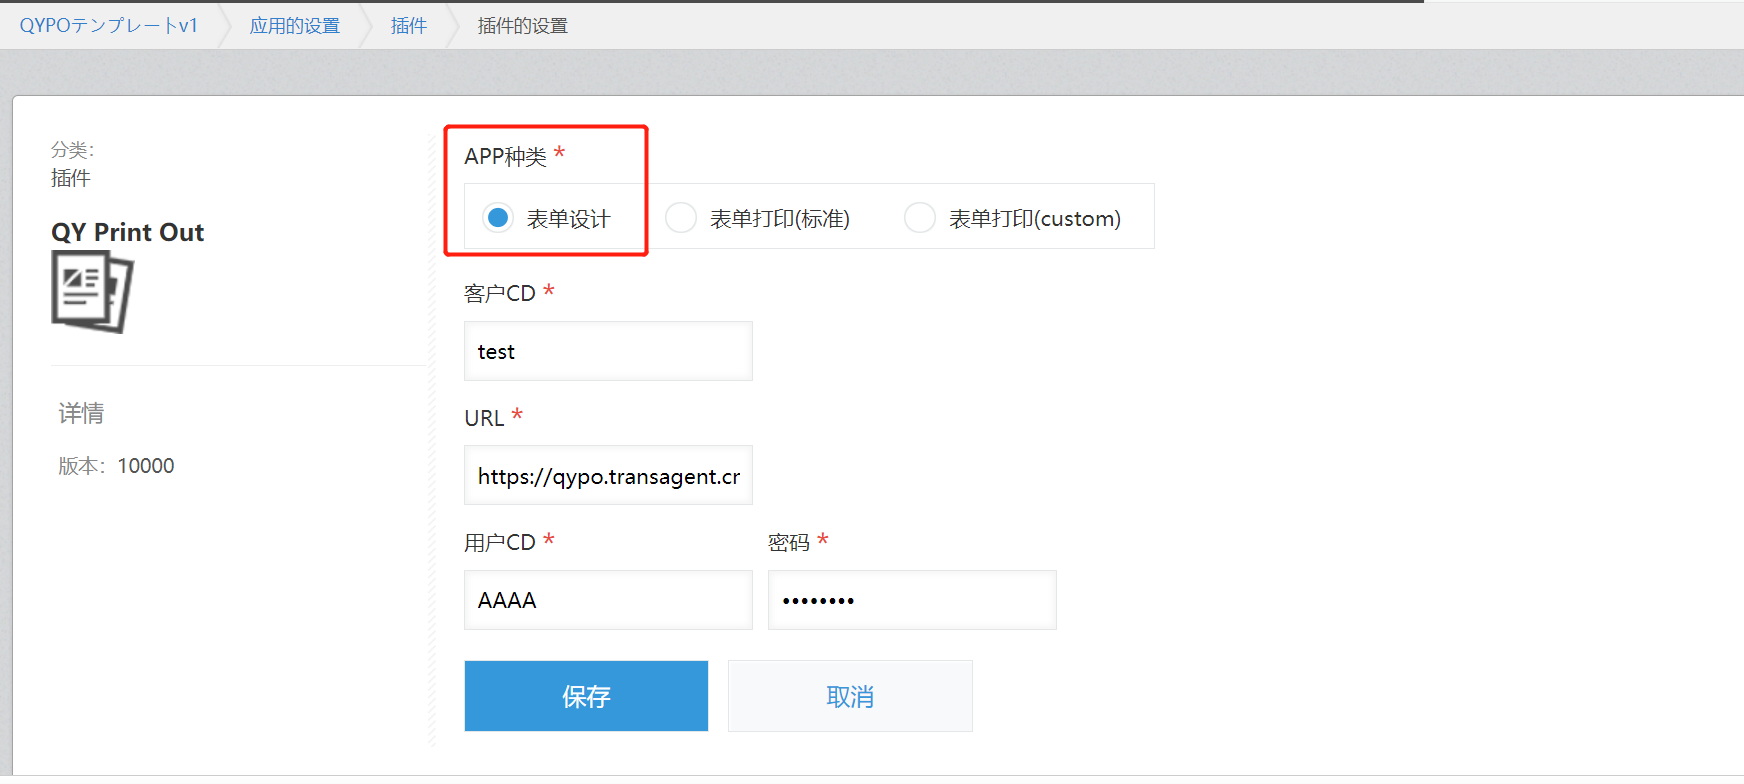 QYPOテンプレートv1 应用的设置 插件 插件的设置
分类：
插件
QY Print Out
详情
版本：10000
APP种类 *
表单设计 表单打印(标准) 表单打印(custom)
客户CD *
test
URL *
https://qypo.transagent.cr
用户CD * 密码 *
AAAA ••••••••
保存 取消